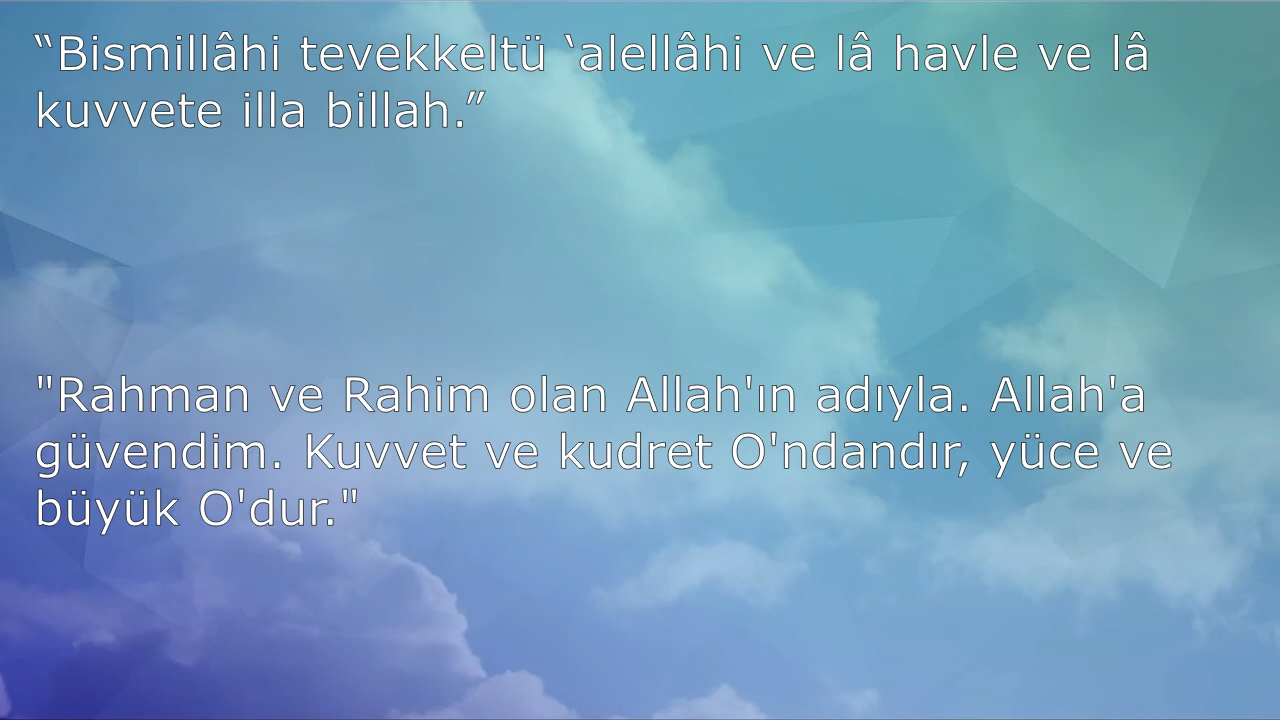 “Bismillâhi tevekkeltü ‘alellâhi ve lâ havle ve lâ
kuvvete illa billah.”
"Rahman ve Rahim olan Allah'ın adıyla. Allah'a
güvendim. Kuvvet ve kudret O'ndandır, yüce ve
büyük O'dur."